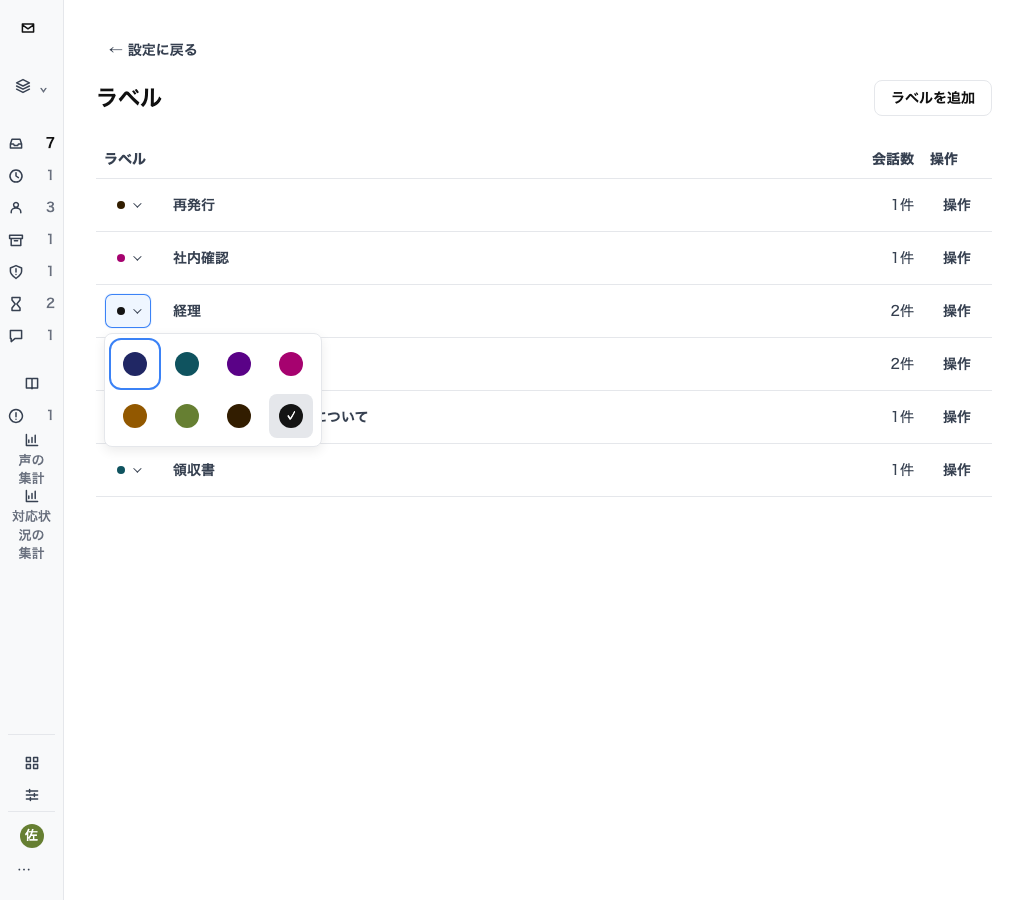 ← 設定に戻る
ラベル
ラベルを追加
ラベル 会話数 操作
再発行 1件 操作
社内確認 1件 操作
経理 2件 操作
2件 操作
について 1件 操作
領収書 1件 操作
7
1
3
1
1
2
1
1
声の
集計
対応状
況の
集計
佐
…